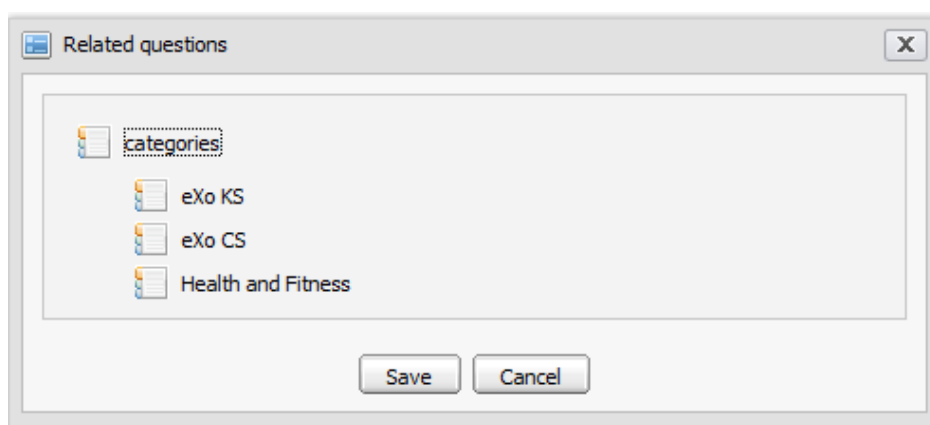 Related questions
X
categories
eXo KS
eXo CS
Health and Fitness
Save Cancel